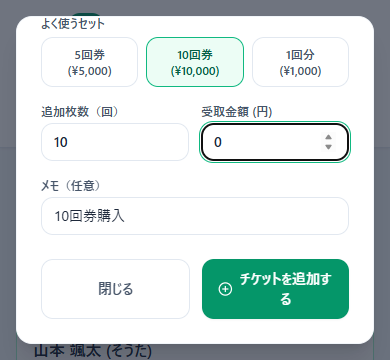 よく使うセット
5回券
(¥5,000)
10回券
(¥10,000)
1回分
(¥1,000)
追加枚数（回）
受取金額 (円)
10
0
メモ（任意）
10回券購入
閉じる
チケットを追加す
る
山本 颯太 (そうた)